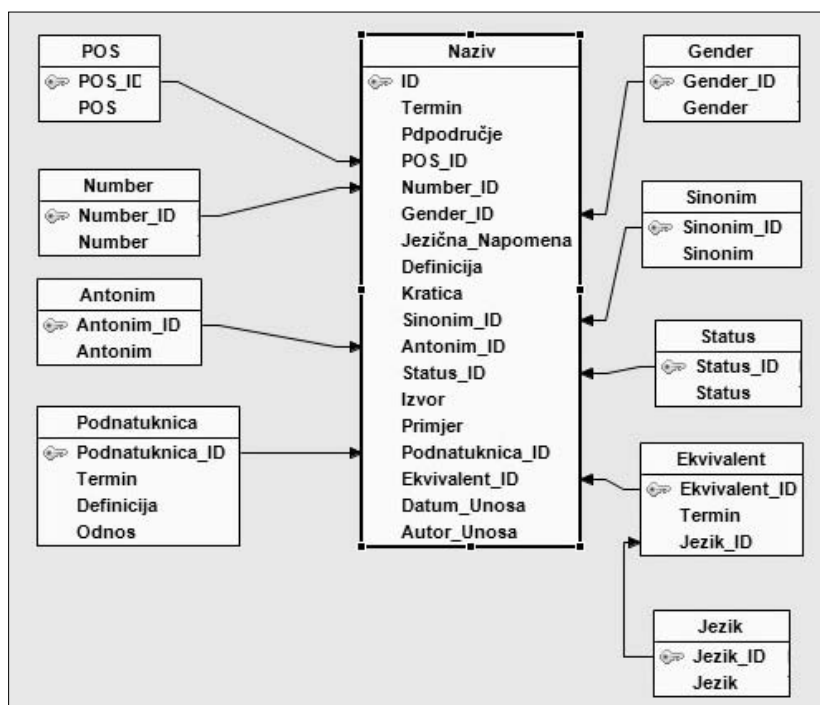 POS
POS_ID
POS
Number
Number_ID
Number
Antonim
Antonim_ID
Antonim
Podnatuknica
Podnatuknica_ID
Termin
Definicija
Odnos
Naziv
ID
Termin
Pdpodručje
POS_ID
Number_ID
Gender_ID
Jezična_Napomena
Definicija
Kratica
Sinonim_ID
Antonim_ID
Status_ID
Izvor
Primjer
Podnatuknica_ID
Ekvivalent_ID
Datum_Unosa
Autor_Unosa
Gender
Gender_ID
Gender
Sinonim
Sinonim_ID
Sinonim
Status
Status_ID
Status
Ekvivalent
Ekvivalent_ID
Termin
Jezik_ID
Jezik
Jezik_ID
Jezik